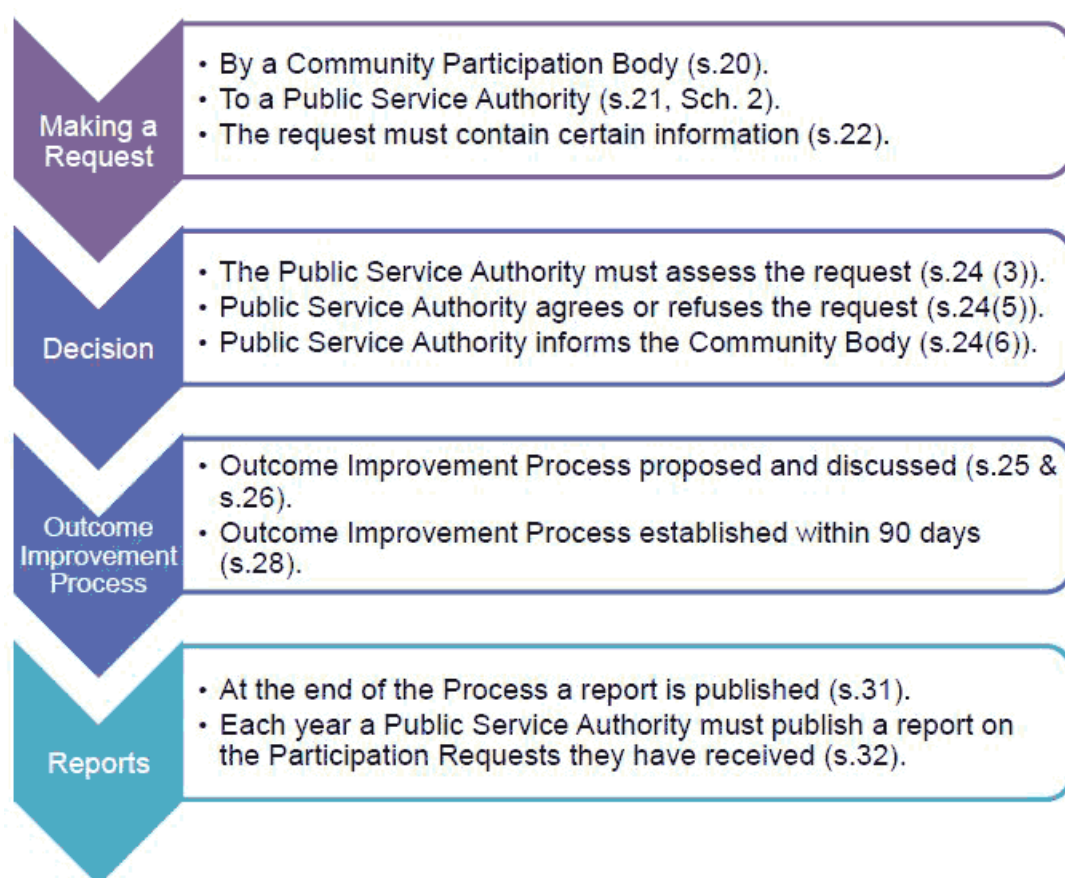 Making a
Request
• By a Community Participation Body (s.20).
• To a Public Service Authority (s.21, Sch. 2).
• The request must contain certain information (s.22).
Decision
• The Public Service Authority must assess the request (s.24 (3)).
• Public Service Authority agrees or refuses the request (s.24(5)).
• Public Service Authority informs the Community Body (s.24(6)).
Outcome
Improvement
Process
• Outcome Improvement Process proposed and discussed (s.25 &
s.26).
• Outcome Improvement Process established within 90 days
(s.28).
Reports
• At the end of the Process a report is published (s.31).
• Each year a Public Service Authority must publish a report on
the Participation Requests they have received (s.32).